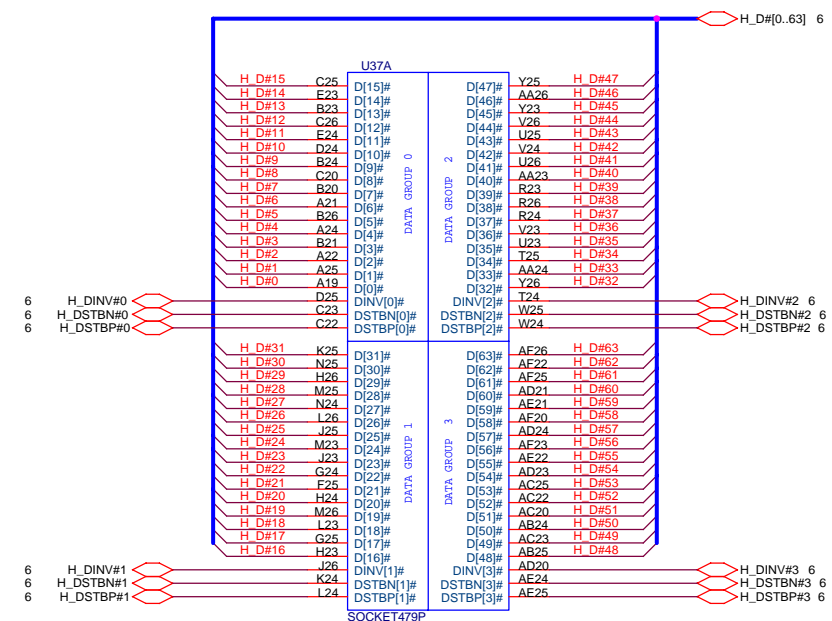 H_D#[0..63] 6
U37A
H_D#15 C25 D[15]# D[47]# Y25 H_D#47
H_D#14 E23 D[14]# D[46]# AA26 H_D#46
H_D#13 B23 D[13]# D[45]# Y23 H_D#45
H_D#12 C26 D[12]# D[44]# V26 H_D#44
H_D#11 E24 D[11]# D[43]# U25 H_D#43
H_D#10 D24 D[10]# D[42]# V24 H_D#42
H_D#9 B24 D[9]# D[41]# U26 H_D#41
H_D#8 C20 D[8]# D[40]# AA23 H_D#40
H_D#7 B20 D[7]# D[39]# R23 H_D#39
H_D#6 A21 D[6]# D[38]# R26 H_D#38
H_D#5 B26 D[5]# D[37]# R24 H_D#37
H_D#4 A24 D[4]# D[36]# V23 H_D#36
H_D#3 B21 D[3]# D[35]# U23 H_D#35
H_D#2 A22 D[2]# D[34]# T25 H_D#34
H_D#1 A25 D[1]# D[33]# AA24 H_D#33
H_D#0 A19 D[0]# D[32]# Y26 H_D#32
DATA GROUP 0
DATA GROUP 2
6 H_DINV#0 D25 DINV[0]# DINV[2]# T24 H_DINV#2 6
6 H_DSTBN#0 C23 DSTBN[0]# DSTBN[2]# W25 H_DSTBN#2 6
6 H_DSTBP#0 C22 DSTBP[0]# DSTBP[2]# W24 H_DSTBP#2 6
H_D#31 K25 D[31]# D[63]# AF26 H_D#63
H_D#30 N25 D[30]# D[62]# AF22 H_D#62
H_D#29 H26 D[29]# D[61]# AF25 H_D#61
H_D#28 M25 D[28]# D[60]# AD21 H_D#60
H_D#27 N24 D[27]# D[59]# AE21 H_D#59
H_D#26 L26 D[26]# D[58]# AF20 H_D#58
H_D#25 J25 D[25]# D[57]# AD24 H_D#57
H_D#24 M23 D[24]# D[56]# AF23 H_D#56
H_D#23 J23 D[23]# D[55]# AE22 H_D#55
H_D#22 G24 D[22]# D[54]# AD23 H_D#54
H_D#21 F25 D[21]# D[53]# AC25 H_D#53
H_D#20 H24 D[20]# D[52]# AC22 H_D#52
H_D#19 M26 D[19]# D[51]# AC20 H_D#51
H_D#18 L23 D[18]# D[50]# AB24 H_D#50
H_D#17 G25 D[17]# D[49]# AC23 H_D#49
H_D#16 H23 D[16]# D[48]# AB25 H_D#48
DATA GROUP 1
DATA GROUP 3
6 H_DINV#1 J26 DINV[1]# DINV[3]# AD20 H_DINV#3 6
6 H_DSTBN#1 K24 DSTBN[1]# DSTBN[3]# AE24 H_DSTBN#3 6
6 H_DSTBP#1 L24 DSTBP[1]# DSTBP[3]# AE25 H_DSTBP#3 6
SOCKET479P